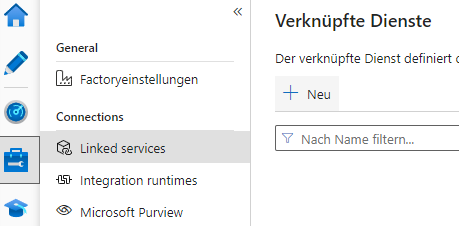 General
Factoryeinstellungen
Connections
Linked services
Integration runtimes
Microsoft Purview
Verknüpfte Dienste
Der verknüpfte Dienst definiert
Neu
Nach Name filtern...